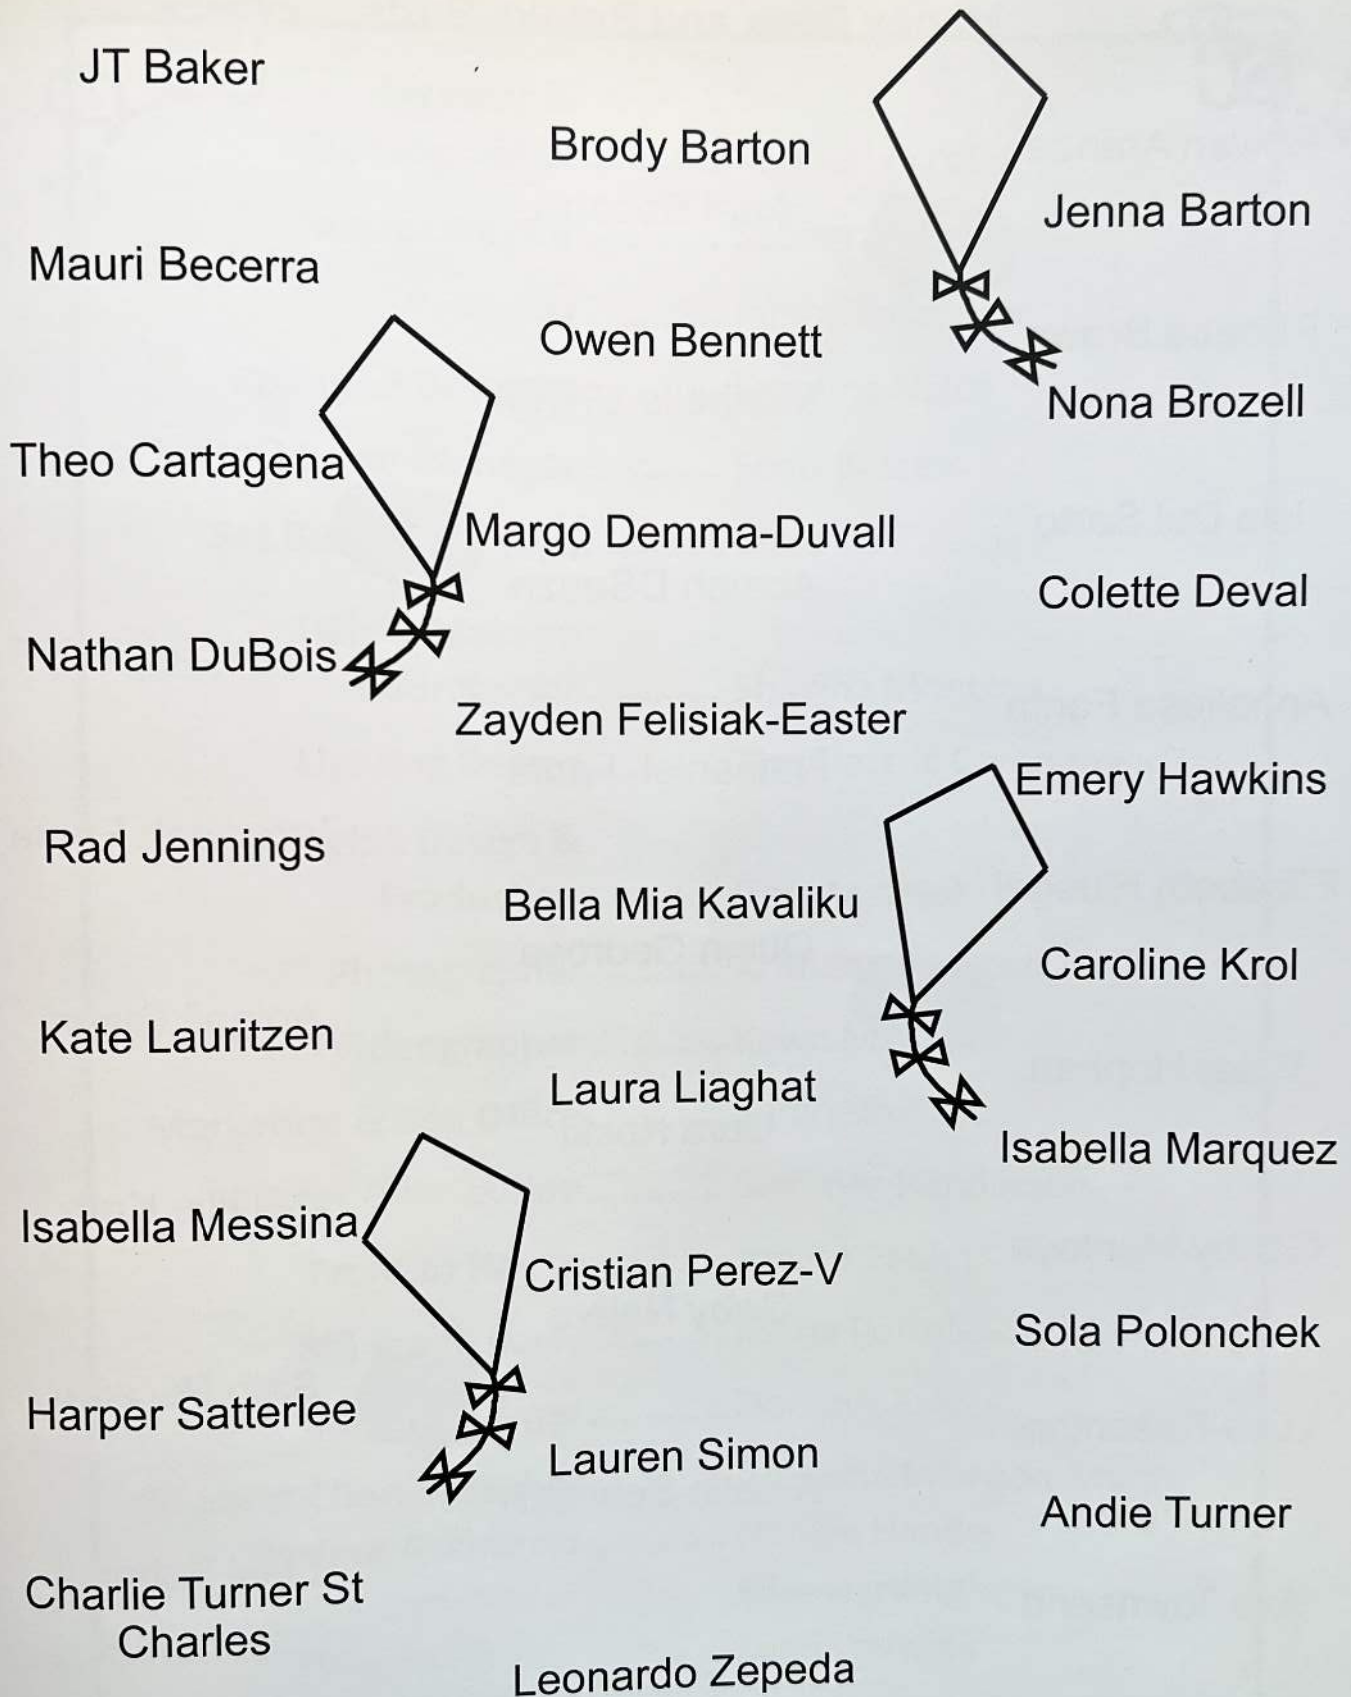 JT Baker
Brody Barton
Jenna Barton
Mauri Becerra
Owen Bennett
Nona Brozell
Theo Cartagena
Margo Demma-Duvall
Colette Deval
Nathan DuBois
Zayden Felisiak-Easter
Emery Hawkins
Rad Jennings
Bella Mia Kavaliku
Caroline Krol
Kate Lauritzen
Laura Liaghat
Isabella Marquez
Isabella Messina
Cristian Perez-V
Sola Polonchek
Harper Satterlee
Lauren Simon
Andie Turner
Charlie Turner St
Charles
Leonardo Zepeda